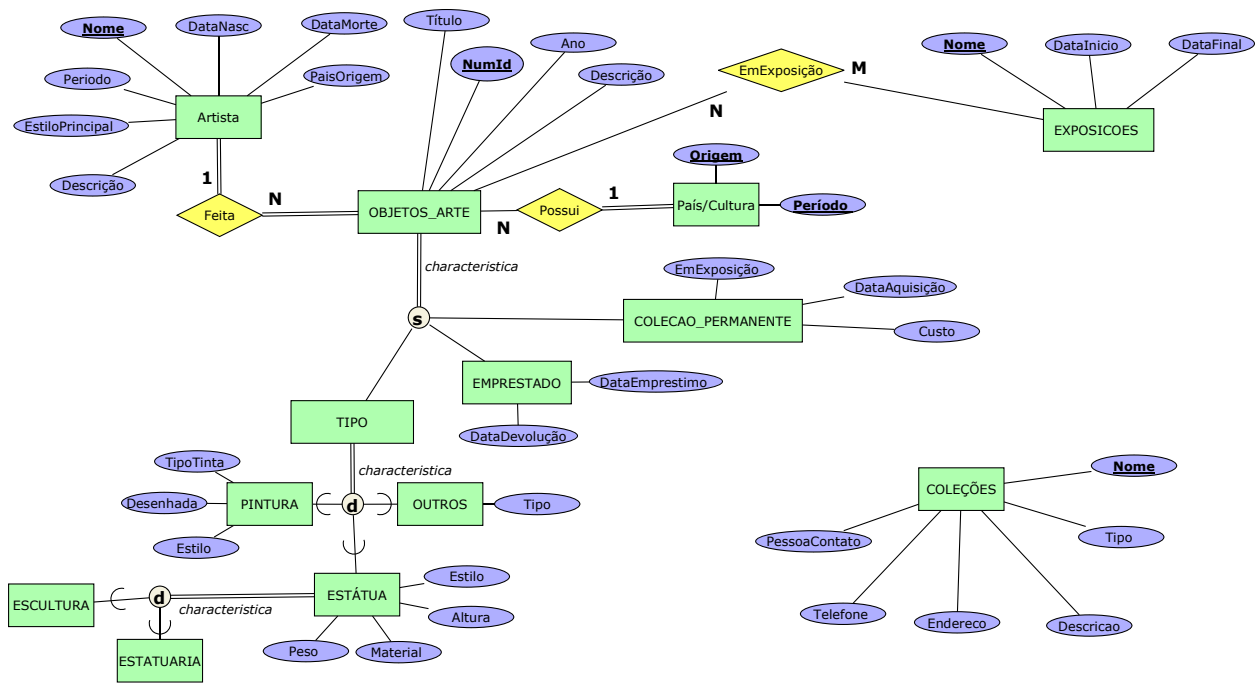 Nome
DataNasc
DataMorte
Periodo
PaisOrigem
EstiloPrincipal
Artista
Descrição
1
Feita
N
Título
NumId
Ano
Descrição
OBJETOS_ARTE
EmExposição
M
N
Nome
DataInicio
DataFinal
EXPOSICOES
N
Possui
1
Origem
País/Cultura
Período
characteristica
s
EmExposição
DataAquisição
COLECAO_PERMANENTE
Custo
EMPRESTADO
DataEmprestimo
DataDevolução
TIPO
characteristica
TipoTinta
Desenhada
PINTURA
Estilo
d
OUTROS
Tipo
Nome
COLEÇÕES
PessoaContato
Tipo
Telefone
Endereco
Descricao
ESCULTURA
d
characteristica
ESTÁTUA
Estilo
Altura
Peso
Material
ESTATUARIA